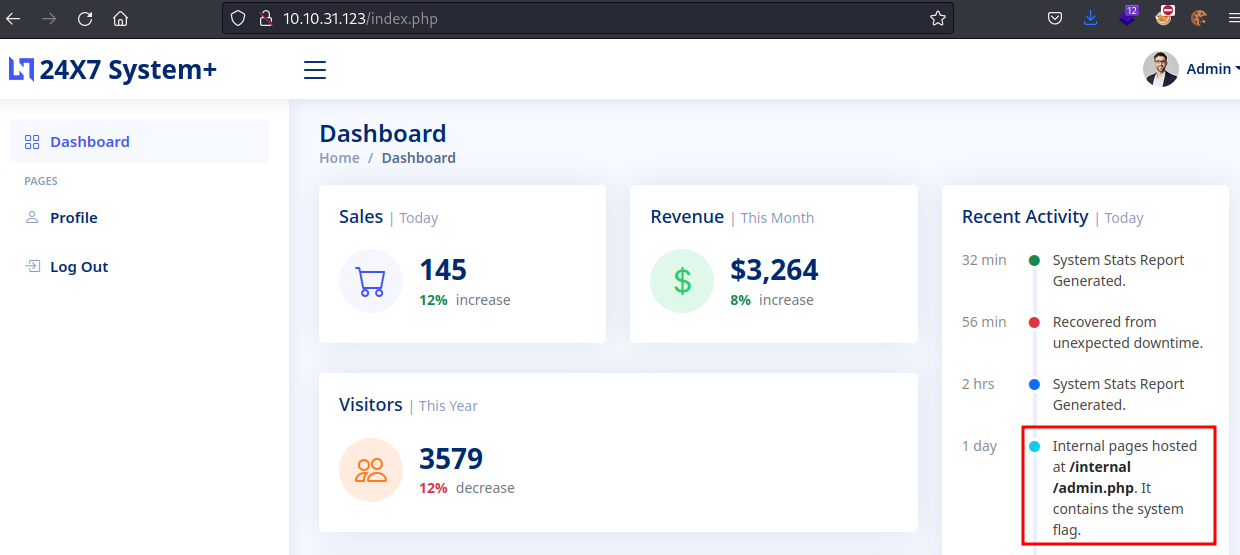 10.10.31.123/index.php
12
24X7 System+
Admin
Dashboard
PAGES
Profile
Log Out
Dashboard
Home / Dashboard
Sales | Today
145
12% increase
Revenue | This Month
$3,264
8% increase
Visitors | This Year
3579
12% decrease
Recent Activity | Today
32 min
System Stats Report
Generated.
56 min
Recovered from
unexpected downtime.
2 hrs
System Stats Report
Generated.
1 day
Internal pages hosted
at /internal
/admin.php. It
contains the system
flag.